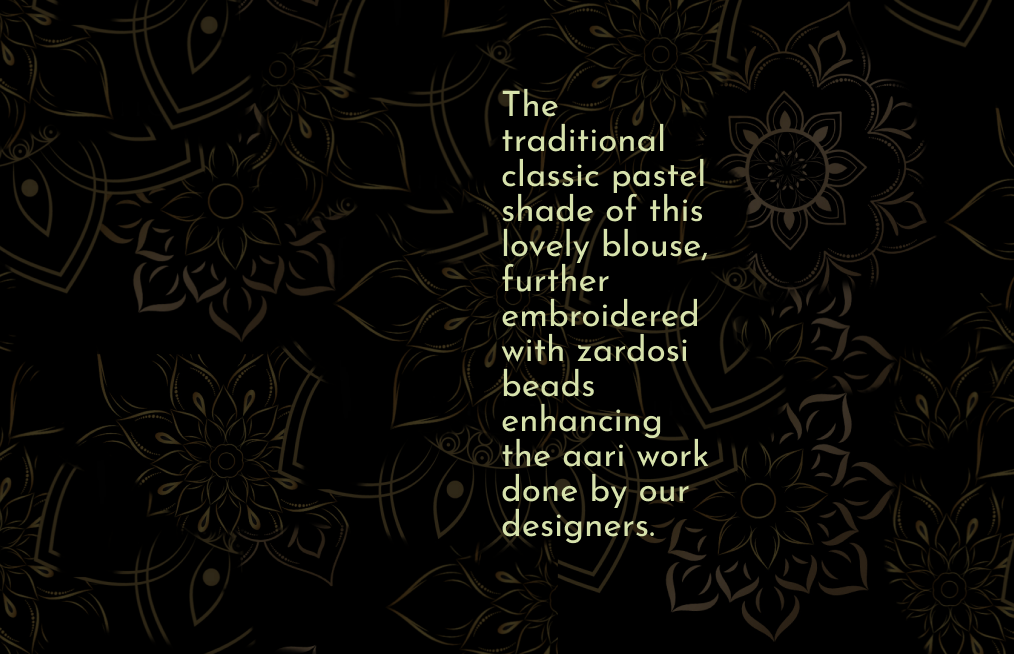 The
traditional
classic pastel
shade of this
lovely blouse,
further
embroidered
with zardosi
beads
enhancing
the aari work
done by our
designers.